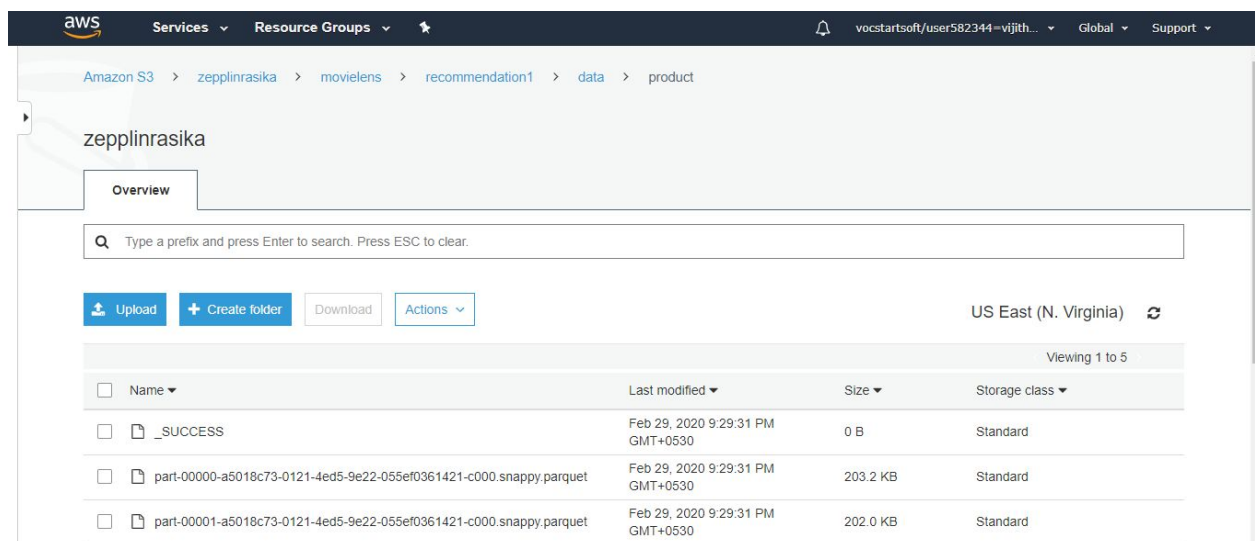 aws Services Resource Groups vocstartsoft/user582344=vijith... Global Support
Amazon S3 > zepplinrasika > movielens > recommendation1 > data > product
zepplinrasika
Overview
Type a prefix and press Enter to search. Press ESC to clear.
Upload + Create folder Download Actions US East (N. Virginia)
Viewing 1 to 5
Name Last modified Size Storage class
_SUCCESS Feb 29, 2020 9:29:31 PM GMT+0530 0 B Standard
part-00000-a5018c73-0121-4ed5-9e22-055ef0361421-c000.snappy.parquet Feb 29, 2020 9:29:31 PM GMT+0530 203.2 KB Standard
part-00001-a5018c73-0121-4ed5-9e22-055ef0361421-c000.snappy.parquet Feb 29, 2020 9:29:31 PM GMT+0530 202.0 KB Standard